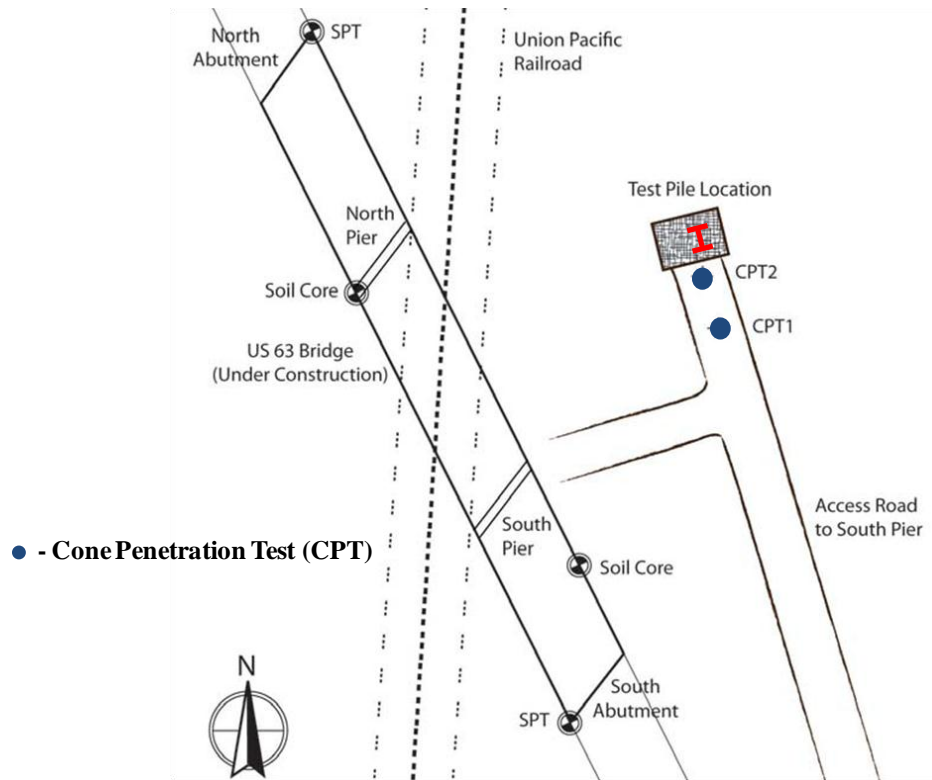 North
Abutment
SPT
Union Pacific
Railroad
Test Pile Location
North
Pier
CPT2
Soil Core
CPT1
US 63 Bridge
(Under Construction)
Access Road
to South Pier
South
Pier
- Cone Penetration Test (CPT)
Soil Core
N
South
Abutment
SPT